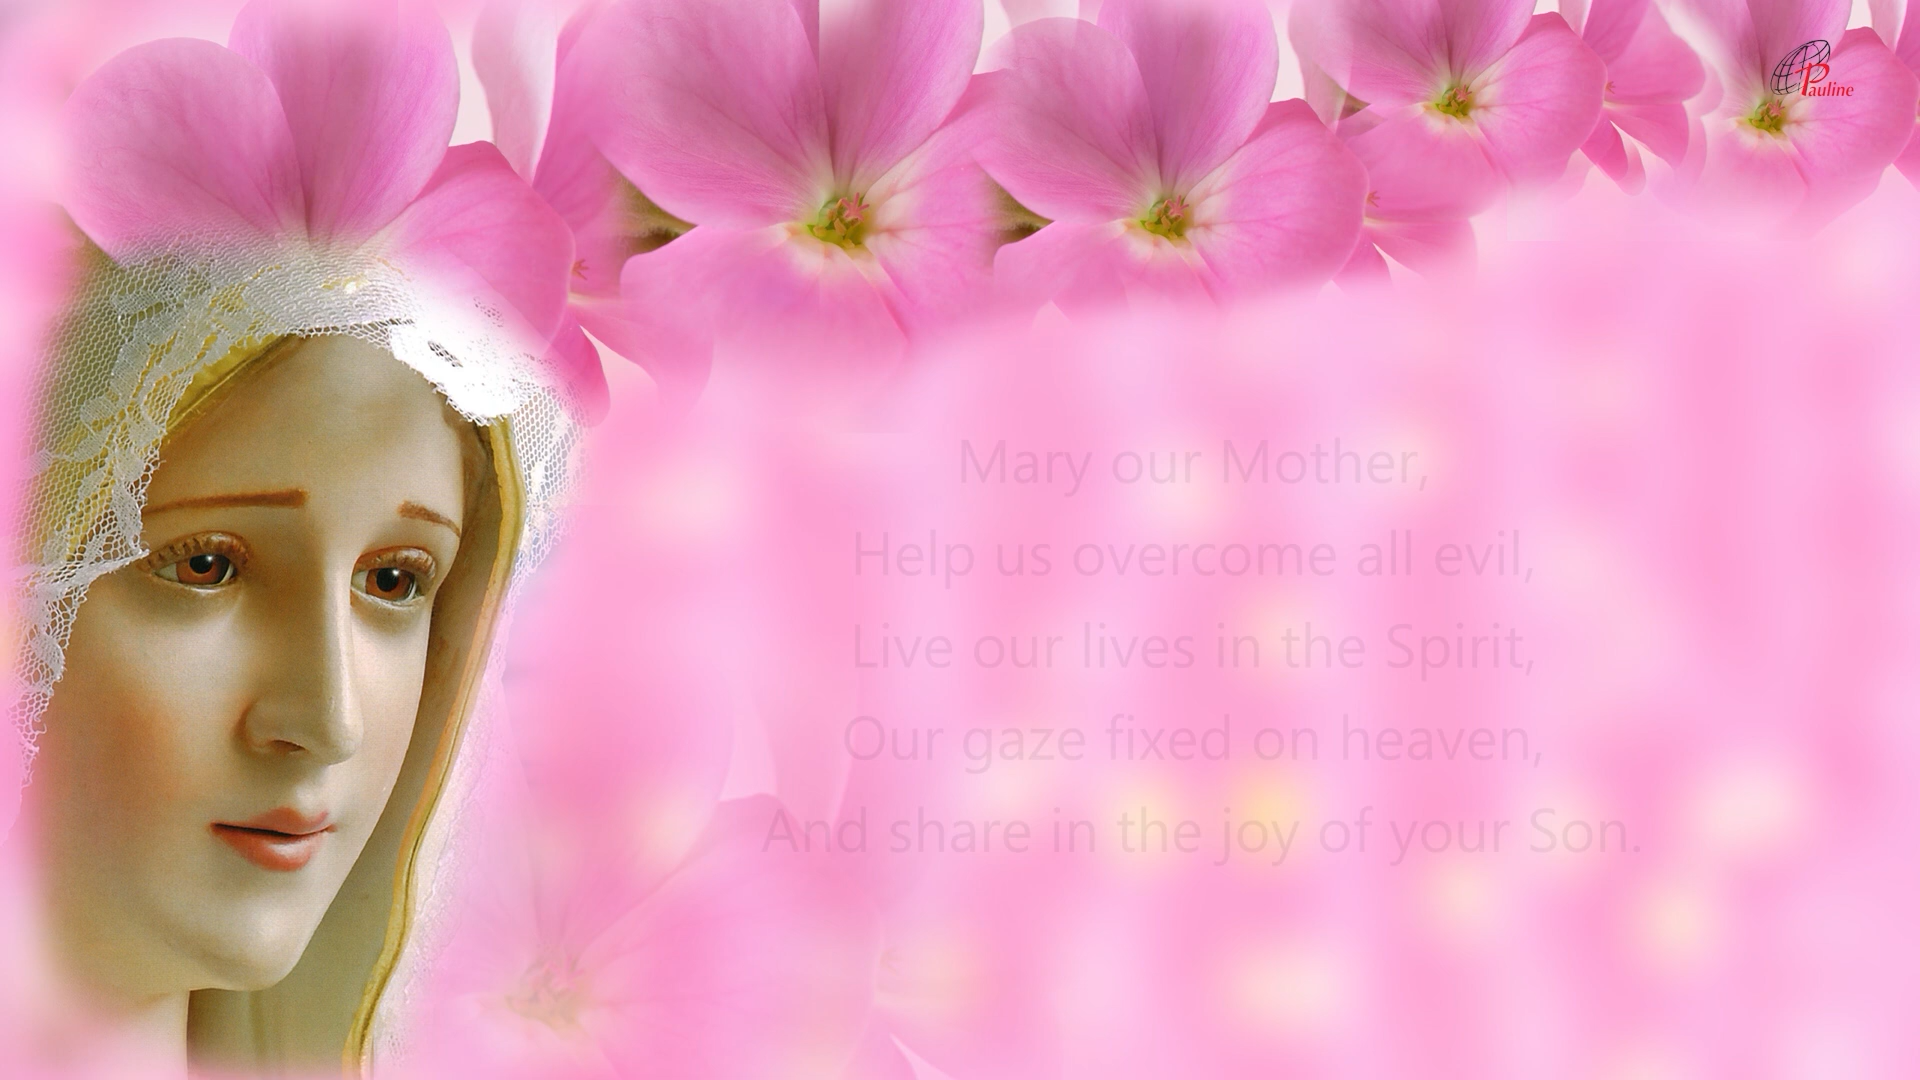 Pauline
Mary our Mother,
Help us overcome all evil,
Live our lives in the Spirit,
Our gaze fixed on heaven,
And share in the joy of your Son.